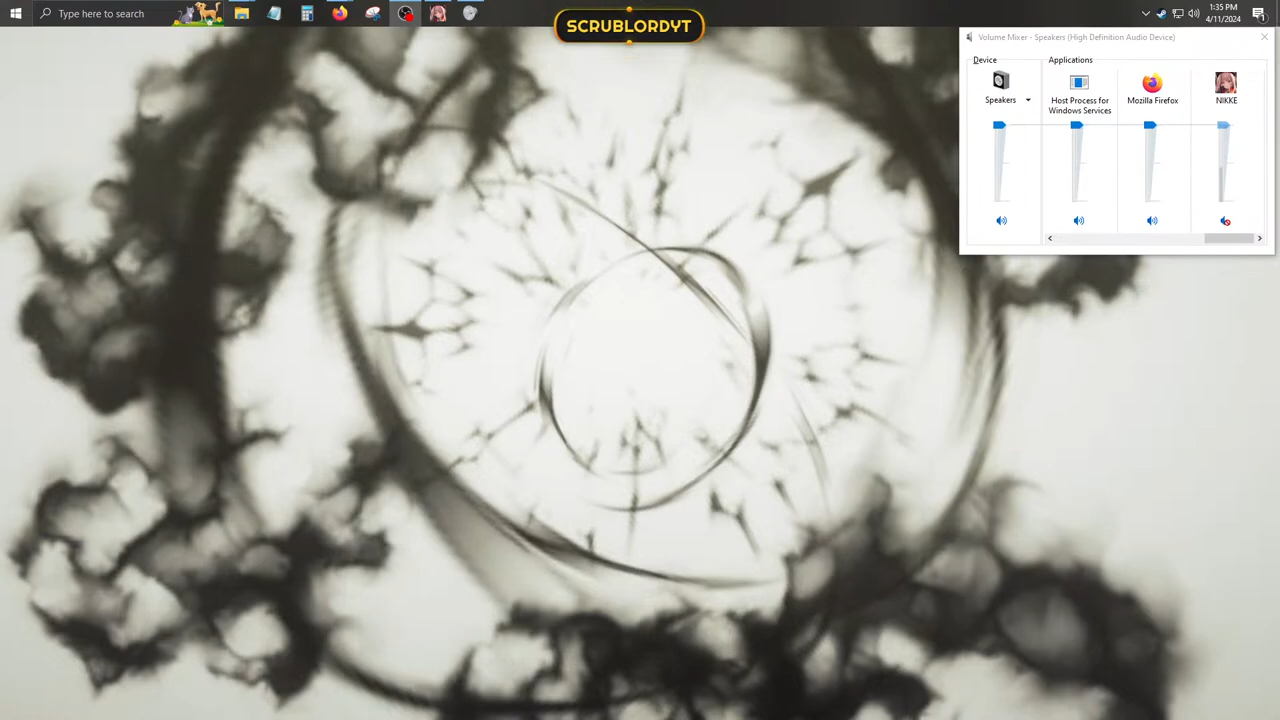 Type here to search
SCRUBLORDYT
1:35 PM
4/11/2024
1
Volume Mixer - Speakers (High Definition Audio Device)
Device
Applications
Speakers
Host Process for
Windows Services
Mozilla Firefox
NIKKE